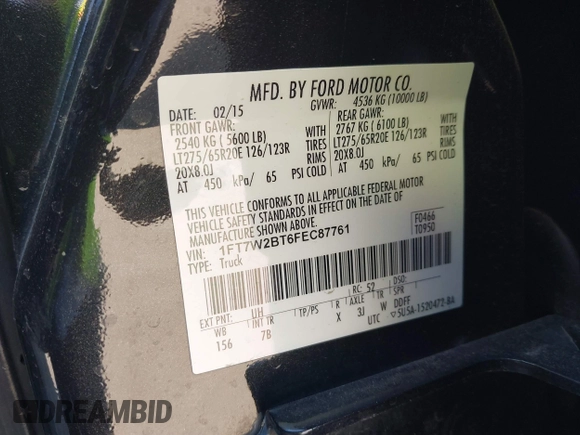 MFD. BY FORD MOTOR CO.
DATE: 02/15 GVWR: 4536 KG (10000 LB)
FRONT GAWR: REAR GAWR:
2540 KG ( 5600 LB) WITH 2767 KG ( 6100 LB) WITH
LT275/65R20E 126/123R TIRES LT275/65R20E 126/123R TIRES
20X8.0J RIMS 20X8.0J RIMS
AT 450 kPa/ 65 PSI COLD AT 450 kPa/ 65 PSI COLD
THIS VEHICLE CONFORMS TO ALL APPLICABLE FEDERAL MOTOR
VEHICLE SAFETY STANDARDS IN EFFECT ON THE DATE OF
MANUFACTURE SHOWN ABOVE.
VIN: 1FT7W2BT6FEC87761 F0466
TYPE: Truck T0950
RC: 52 DSO:
EXT PNT: UH
WB INT TR TP/PS R AXLE TR SPR
156 7B X 3J W DDFF
UTC ▽5U5A-1520472-BA
DREAMBID